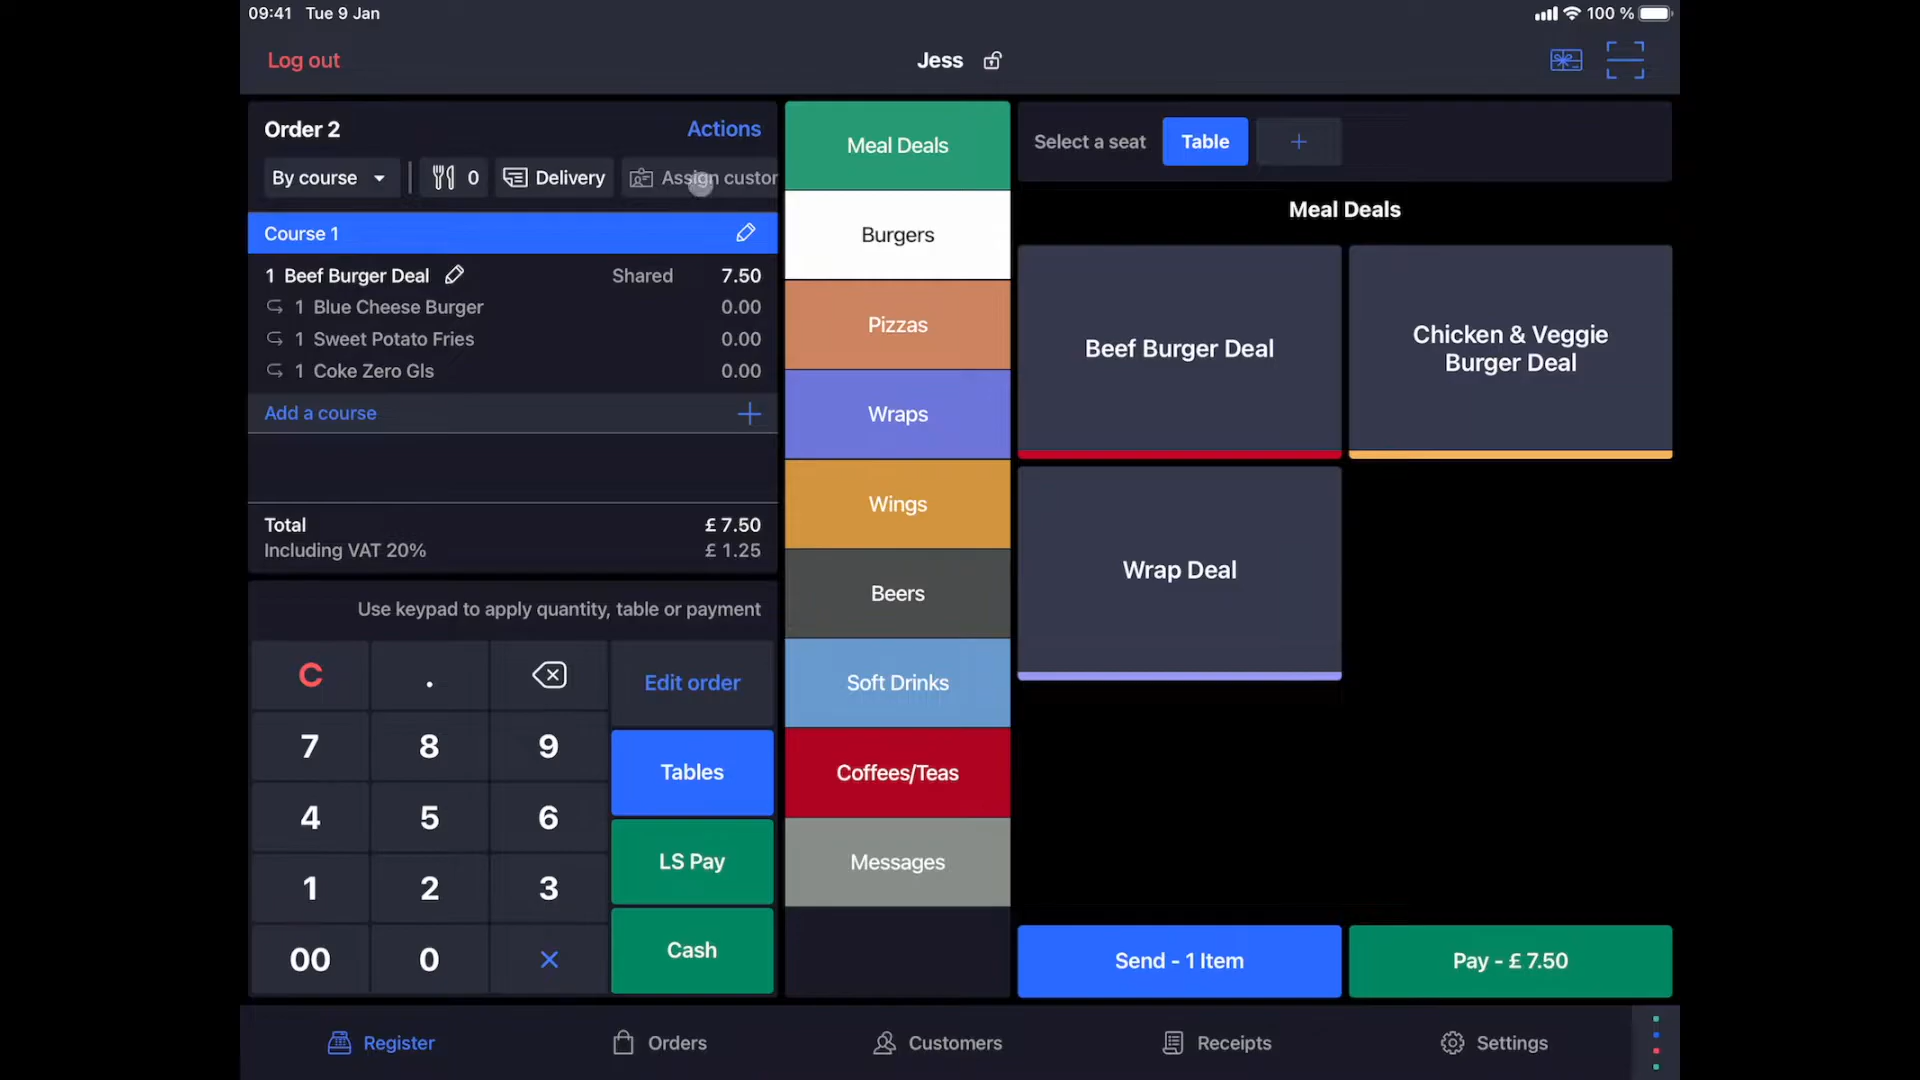 09:41 Tue 9 Jan
100 %
Log out
Jess
Order 2
Actions
By course
0
Delivery
Assign custor
Course 1
1 Beef Burger Deal Shared 7.50
1 Blue Cheese Burger 0.00
1 Sweet Potato Fries 0.00
1 Coke Zero Gls 0.00
Add a course
Total £ 7.50
Including VAT 20% £ 1.25
Use keypad to apply quantity, table or payment
C .
7 8 9
4 5 6
1 2 3
00 0 ×
Edit order
Tables
LS Pay
Cash
Meal Deals
Burgers
Pizzas
Wraps
Wings
Beers
Soft Drinks
Coffees/Teas
Messages
Select a seat Table +
Meal Deals
Beef Burger Deal
Chicken & Veggie
Burger Deal
Wrap Deal
Send - 1 Item
Pay - £ 7.50
Register
Orders
Customers
Receipts
Settings